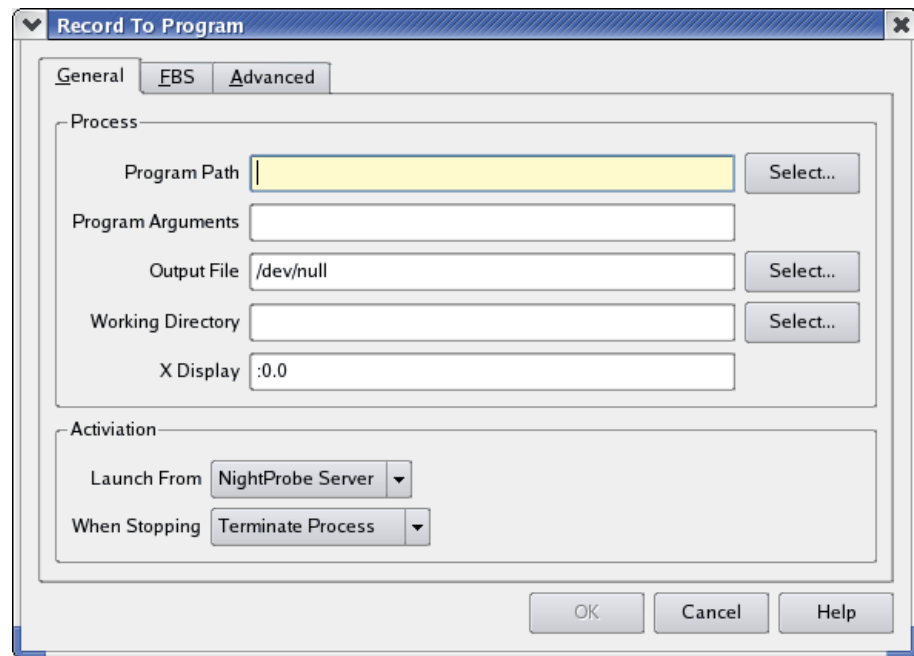 Record To Program
General FBS Advanced
Process
Program Path Select...
Program Arguments
Output File /dev/null Select...
Working Directory Select...
X Display :0.0
Activiation
Launch From NightProbe Server
When Stopping Terminate Process
OK Cancel Help